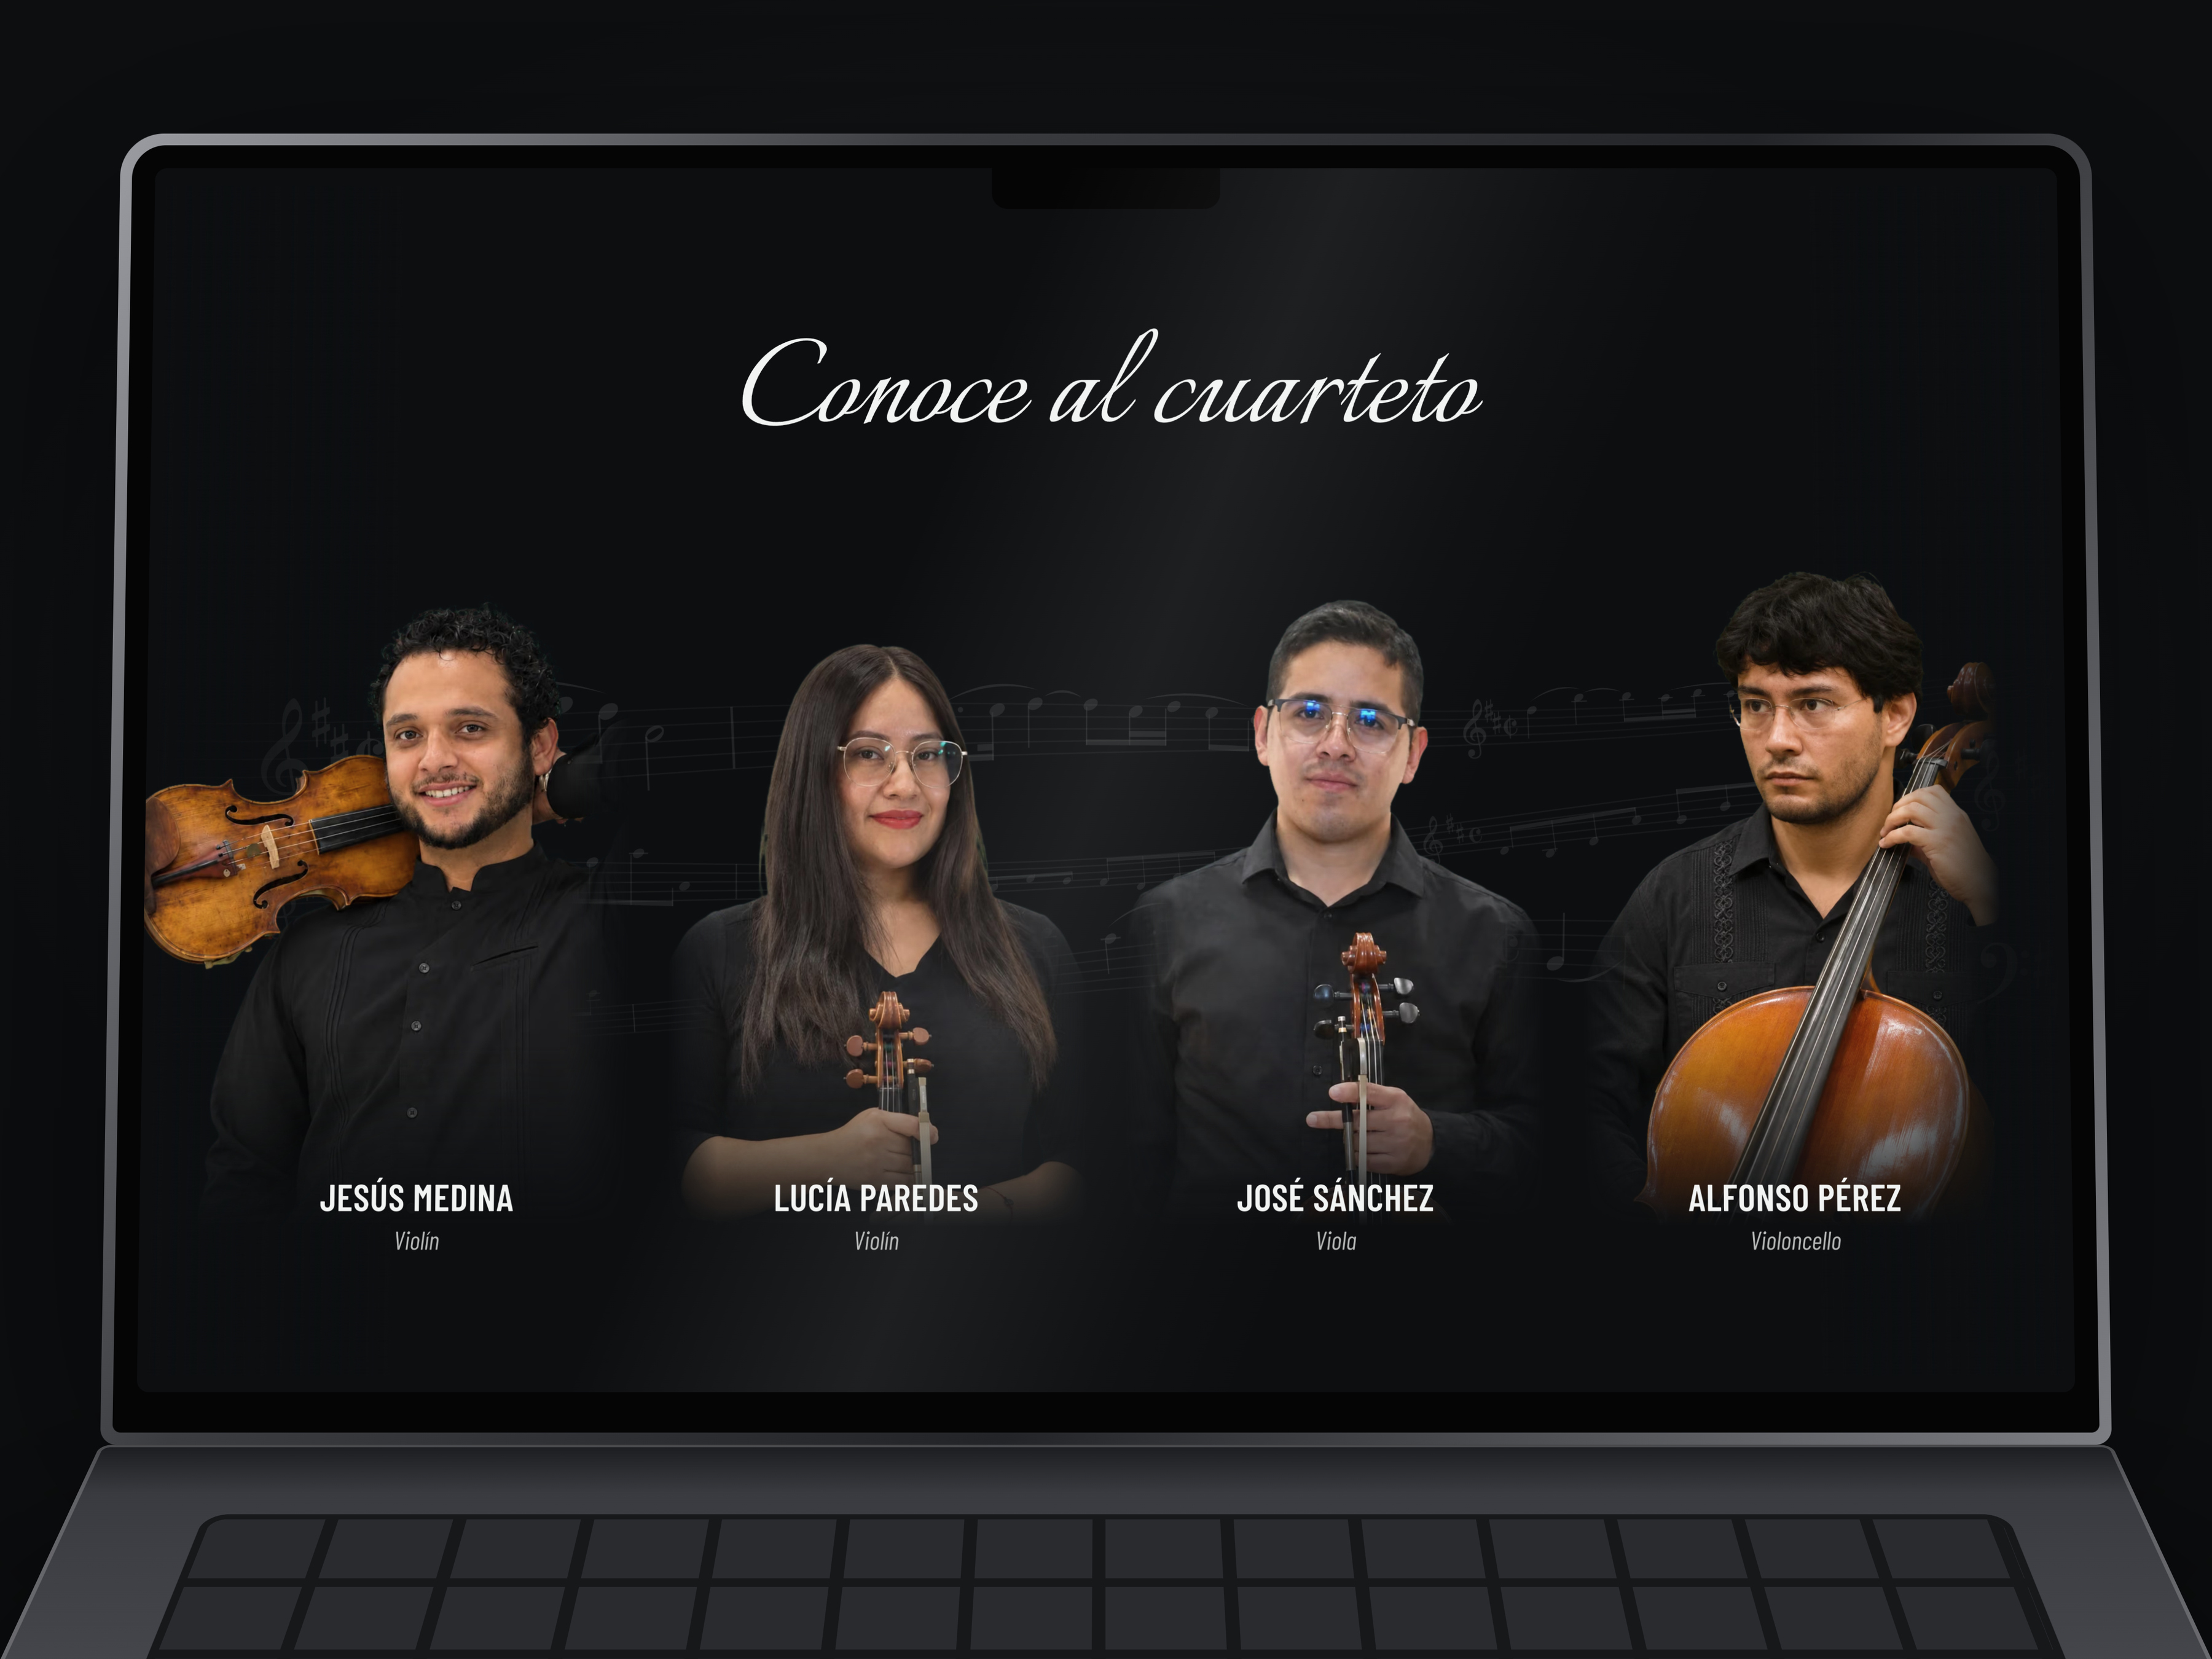 Conoce al cuarteto
JESÚS MEDINA
Violín
LUCÍA PAREDES
Violín
JOSÉ SÁNCHEZ
Viola
ALFONSO PÉREZ
Violoncello